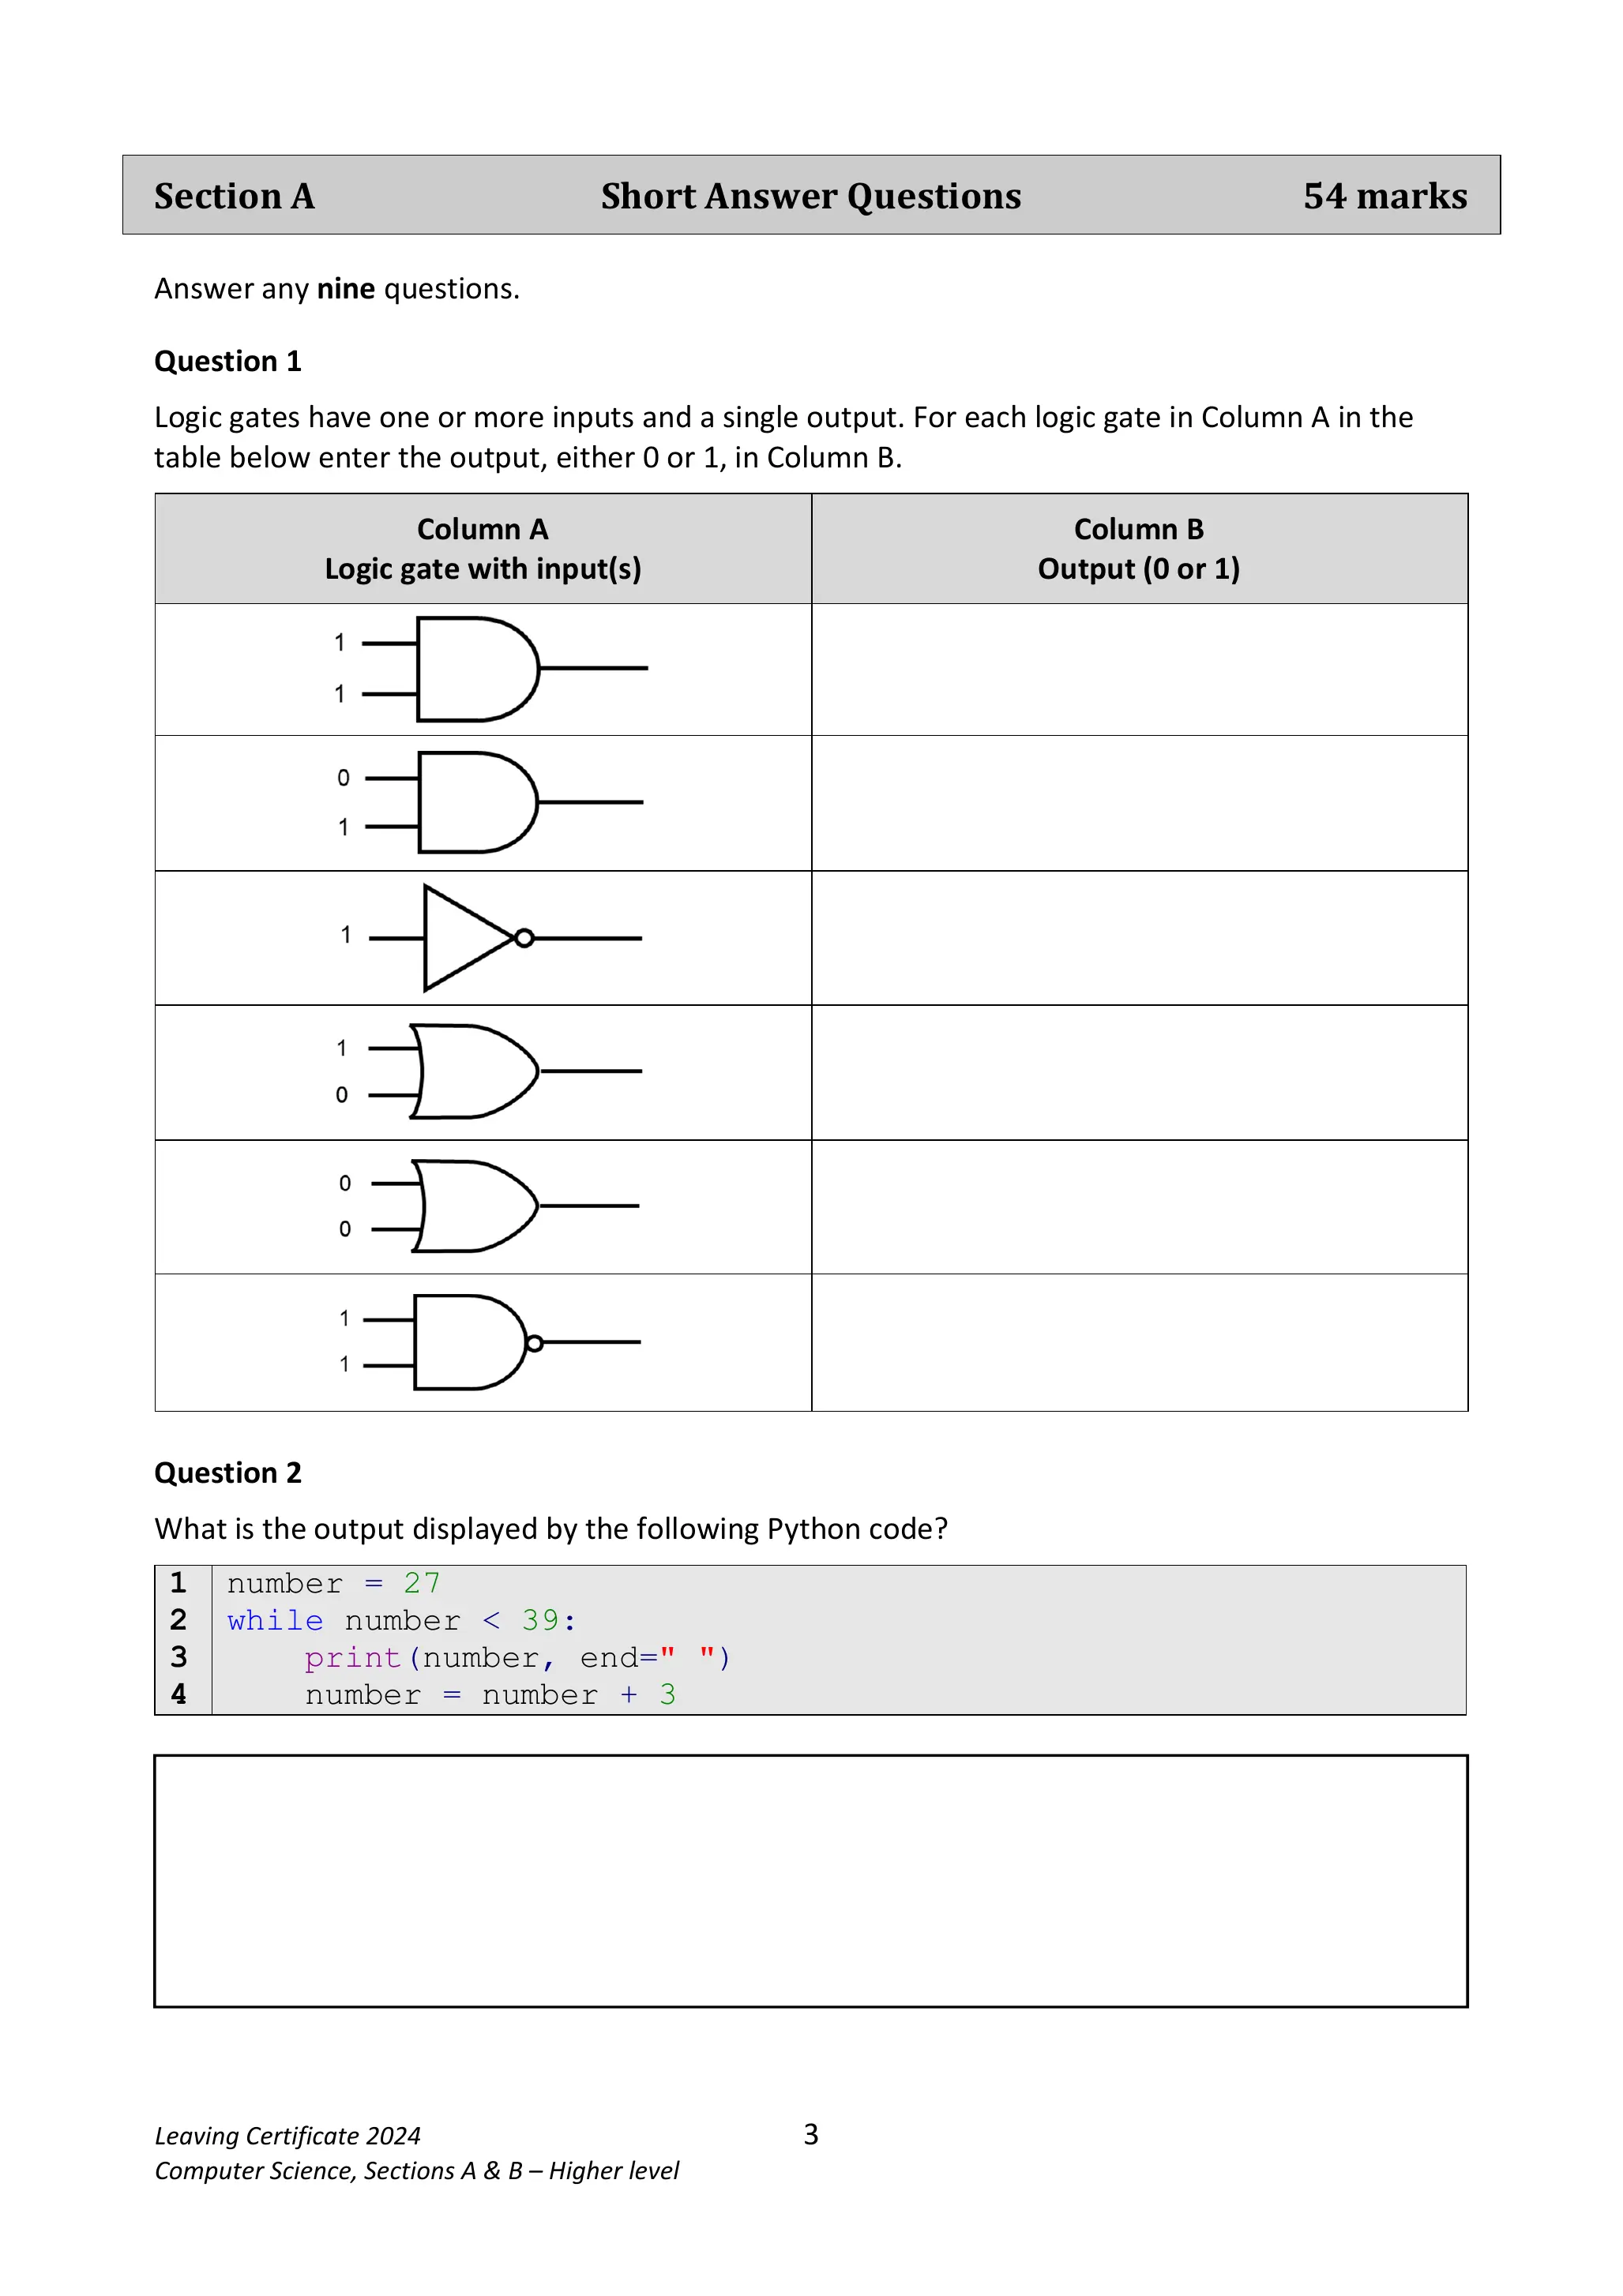 Section A Short Answer Questions 54 marks
Answer any nine questions.
Question 1
Logic gates have one or more inputs and a single output. For each logic gate in Column A in the
table below enter the output, either 0 or 1, in Column B.
Column A
Logic gate with input(s)
Column B
Output (0 or 1)
1
1
0
1
1
1
0
0
0
1
1
Question 2
What is the output displayed by the following Python code?
1 number = 27
2 while number < 39:
3     print(number, end=" ")
4     number = number + 3
Leaving Certificate 2024 3
Computer Science, Sections A & B – Higher level